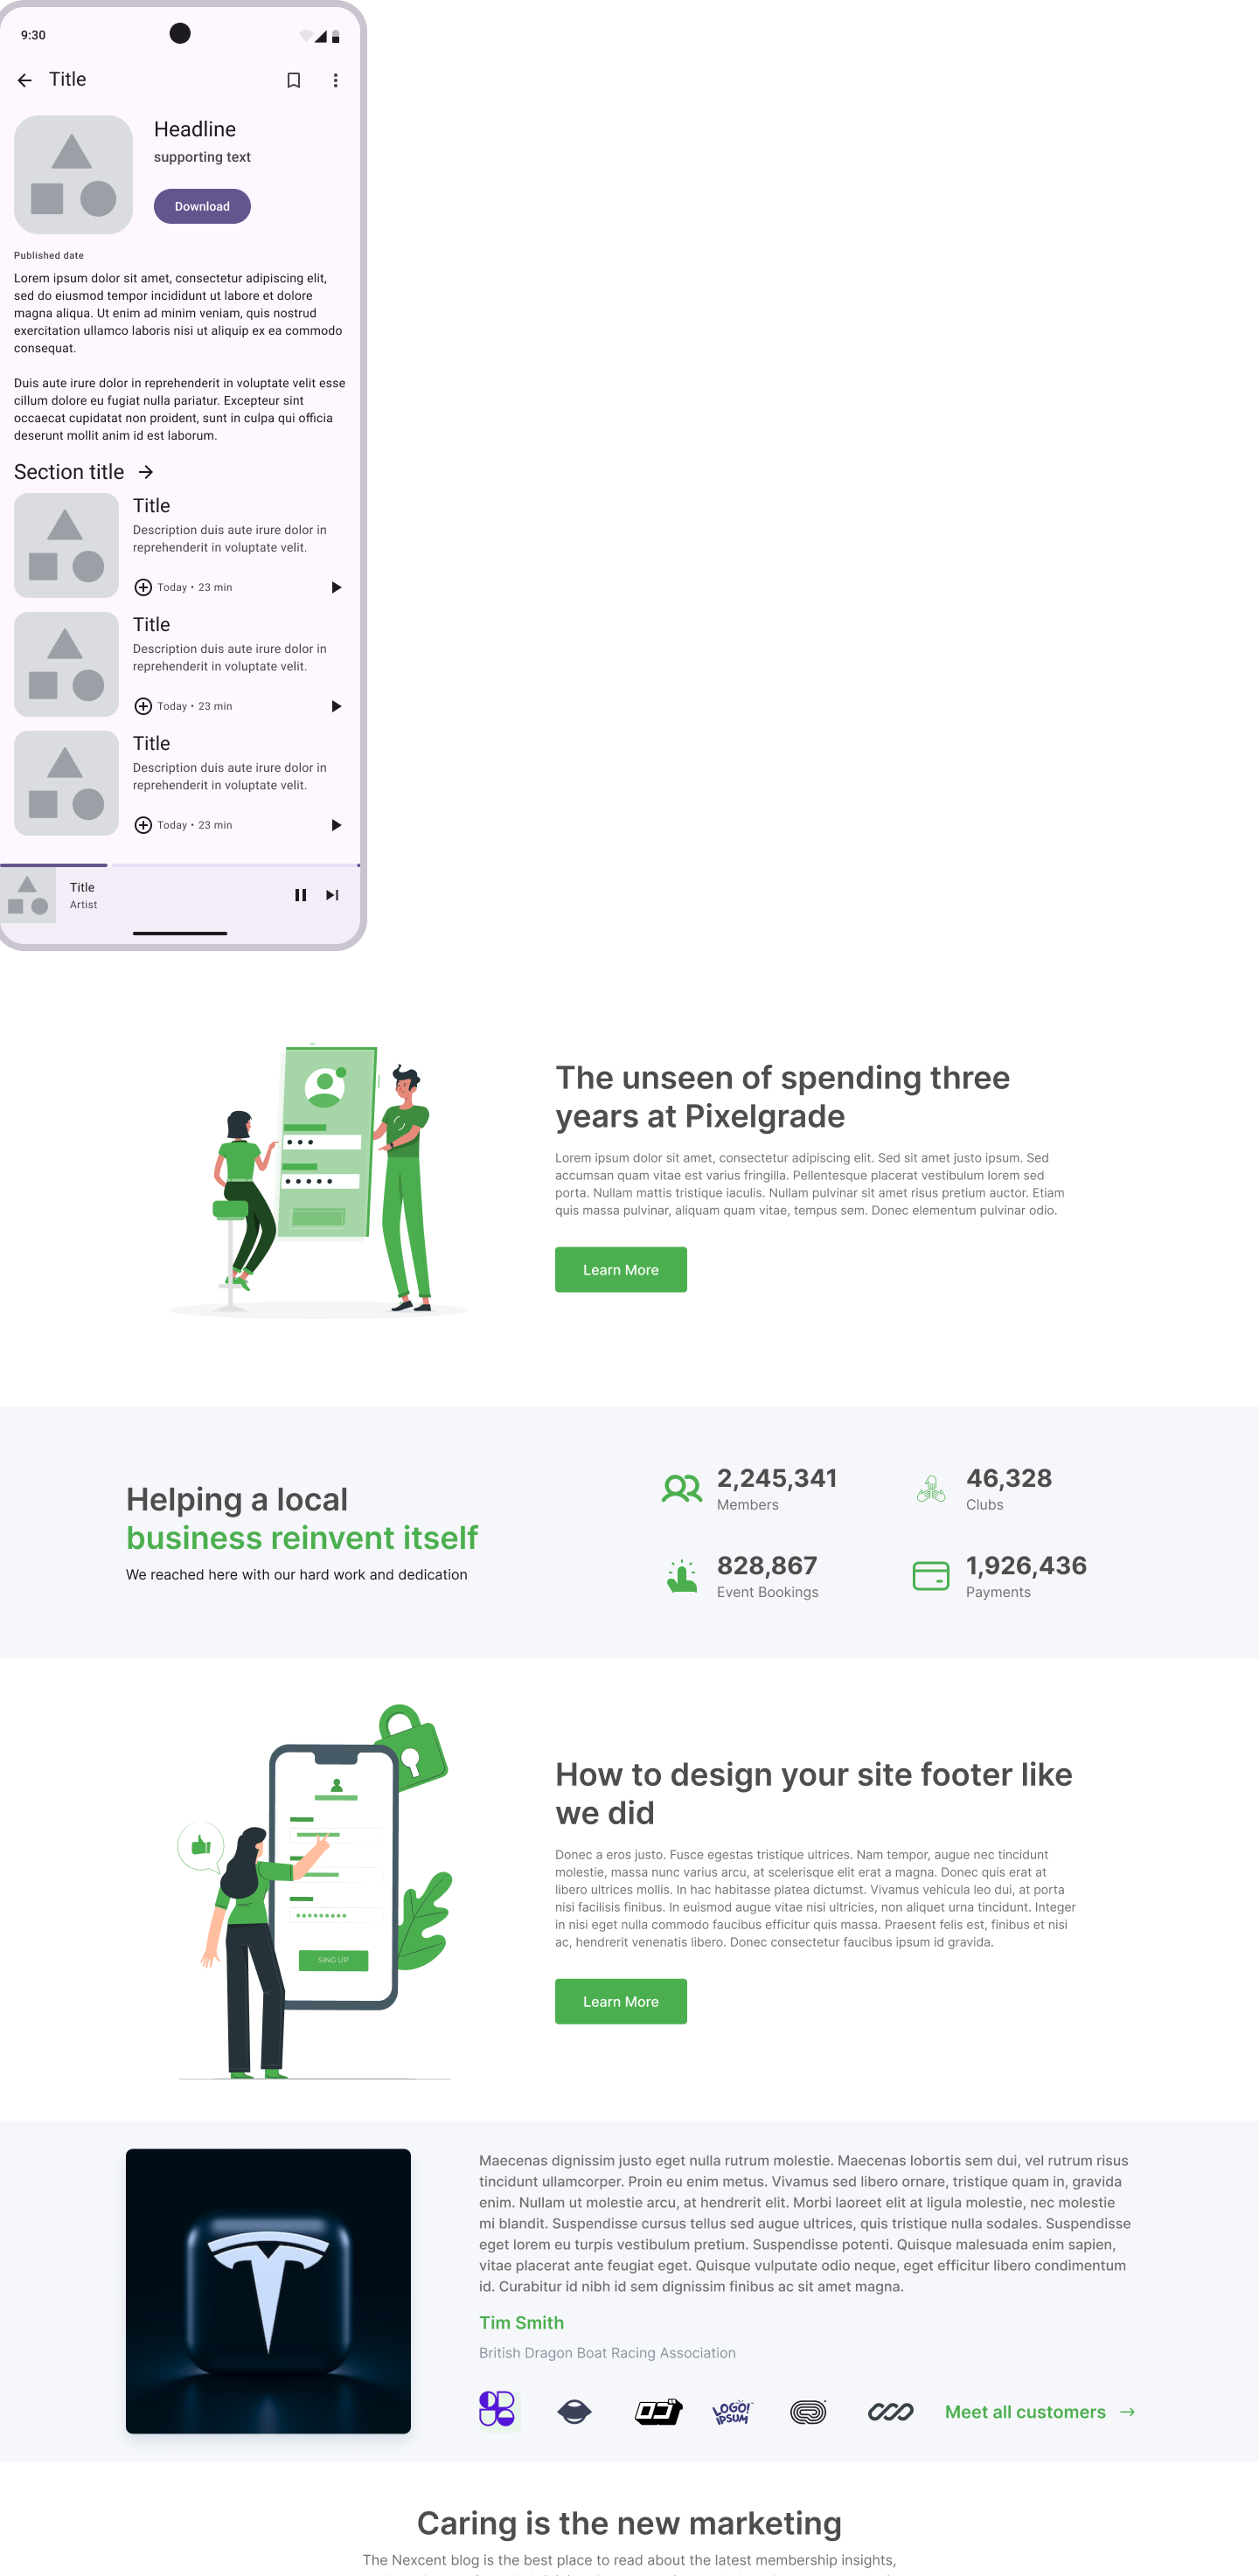 9:30
Title
Headline
supporting text
Download
Published date
Lorem ipsum dolor sit amet, consectetur adipiscing elit,
sed do eiusmod tempor incididunt ut labore et dolore
magna aliqua. Ut enim ad minim veniam, quis nostrud
exercitation ullamco laboris nisi ut aliquip ex ea commodo
consequat.
Duis aute irure dolor in reprehenderit in voluptate velit esse
cillum dolore eu fugiat nulla pariatur. Excepteur sint
occaecat cupidatat non proident, sunt in culpa qui officia
deserunt mollit anim id est laborum.
Section title
Title
Description duis aute irure dolor in
reprehenderit in voluptate velit.
Today • 23 min
Title
Description duis aute irure dolor in
reprehenderit in voluptate velit.
Today • 23 min
Title
Description duis aute irure dolor in
reprehenderit in voluptate velit.
Today • 23 min
Title
Artist
The unseen of spending three
years at Pixelgrade
Lorem ipsum dolor sit amet, consectetur adipiscing elit. Sed sit amet justo ipsum. Sed
accumsan quam vitae est varius fringilla. Pellentesque placerat vestibulum lorem sed
porta. Nullam mattis tristique iaculis. Nullam pulvinar sit amet risus pretium auctor. Etiam
quis massa pulvinar, aliquam quam vitae, tempus sem. Donec elementum pulvinar odio.
Learn More
Helping a local
business reinvent itself
We reached here with our hard work and dedication
2,245,341
Members
46,328
Clubs
828,867
Event Bookings
1,926,436
Payments
SING UP
How to design your site footer like
we did
Donec a eros justo. Fusce egestas tristique ultrices. Nam tempor, augue nec tincidunt
molestie, massa nunc varius arcu, at scelerisque elit erat a magna. Donec quis erat at
libero ultrices mollis. In hac habitasse platea dictumst. Vivamus vehicula leo dui, at porta
nisi facilisis finibus. In euismod augue vitae nisi ultricies, non aliquet urna tincidunt. Integer
in nisi eget nulla commodo faucibus efficitur quis massa. Praesent felis est, finibus et nisi
ac, hendrerit venenatis libero. Donec consectetur faucibus ipsum id gravida.
Learn More
Maecenas dignissim justo eget nulla rutrum molestie. Maecenas lobortis sem dui, vel rutrum risus
tincidunt ullamcorper. Proin eu enim metus. Vivamus sed libero ornare, tristique quam in, gravida
enim. Nullam ut molestie arcu, at hendrerit elit. Morbi laoreet elit at ligula molestie, nec molestie
mi blandit. Suspendisse cursus tellus sed augue ultrices, quis tristique nulla sodales. Suspendisse
eget lorem eu turpis vestibulum pretium. Suspendisse potenti. Quisque malesuada enim sapien,
vitae placerat ante feugiat eget. Quisque vulputate odio neque, eget efficitur libero condimentum
id. Curabitur id nibh id sem dignissim finibus ac sit amet magna.
Tim Smith
British Dragon Boat Racing Association
LOGO!
IPSUM
Meet all customers
Caring is the new marketing
The Nexcent blog is the best place to read about the latest membership insights,